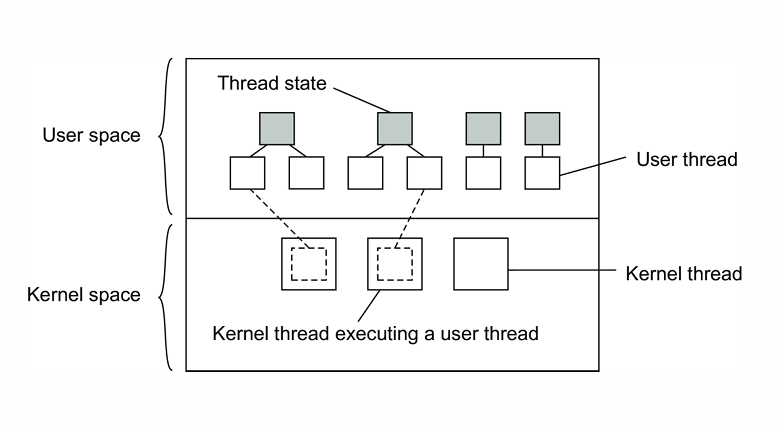 Thread state
User space
User thread
Kernel thread
Kernel space
Kernel thread executing a user thread